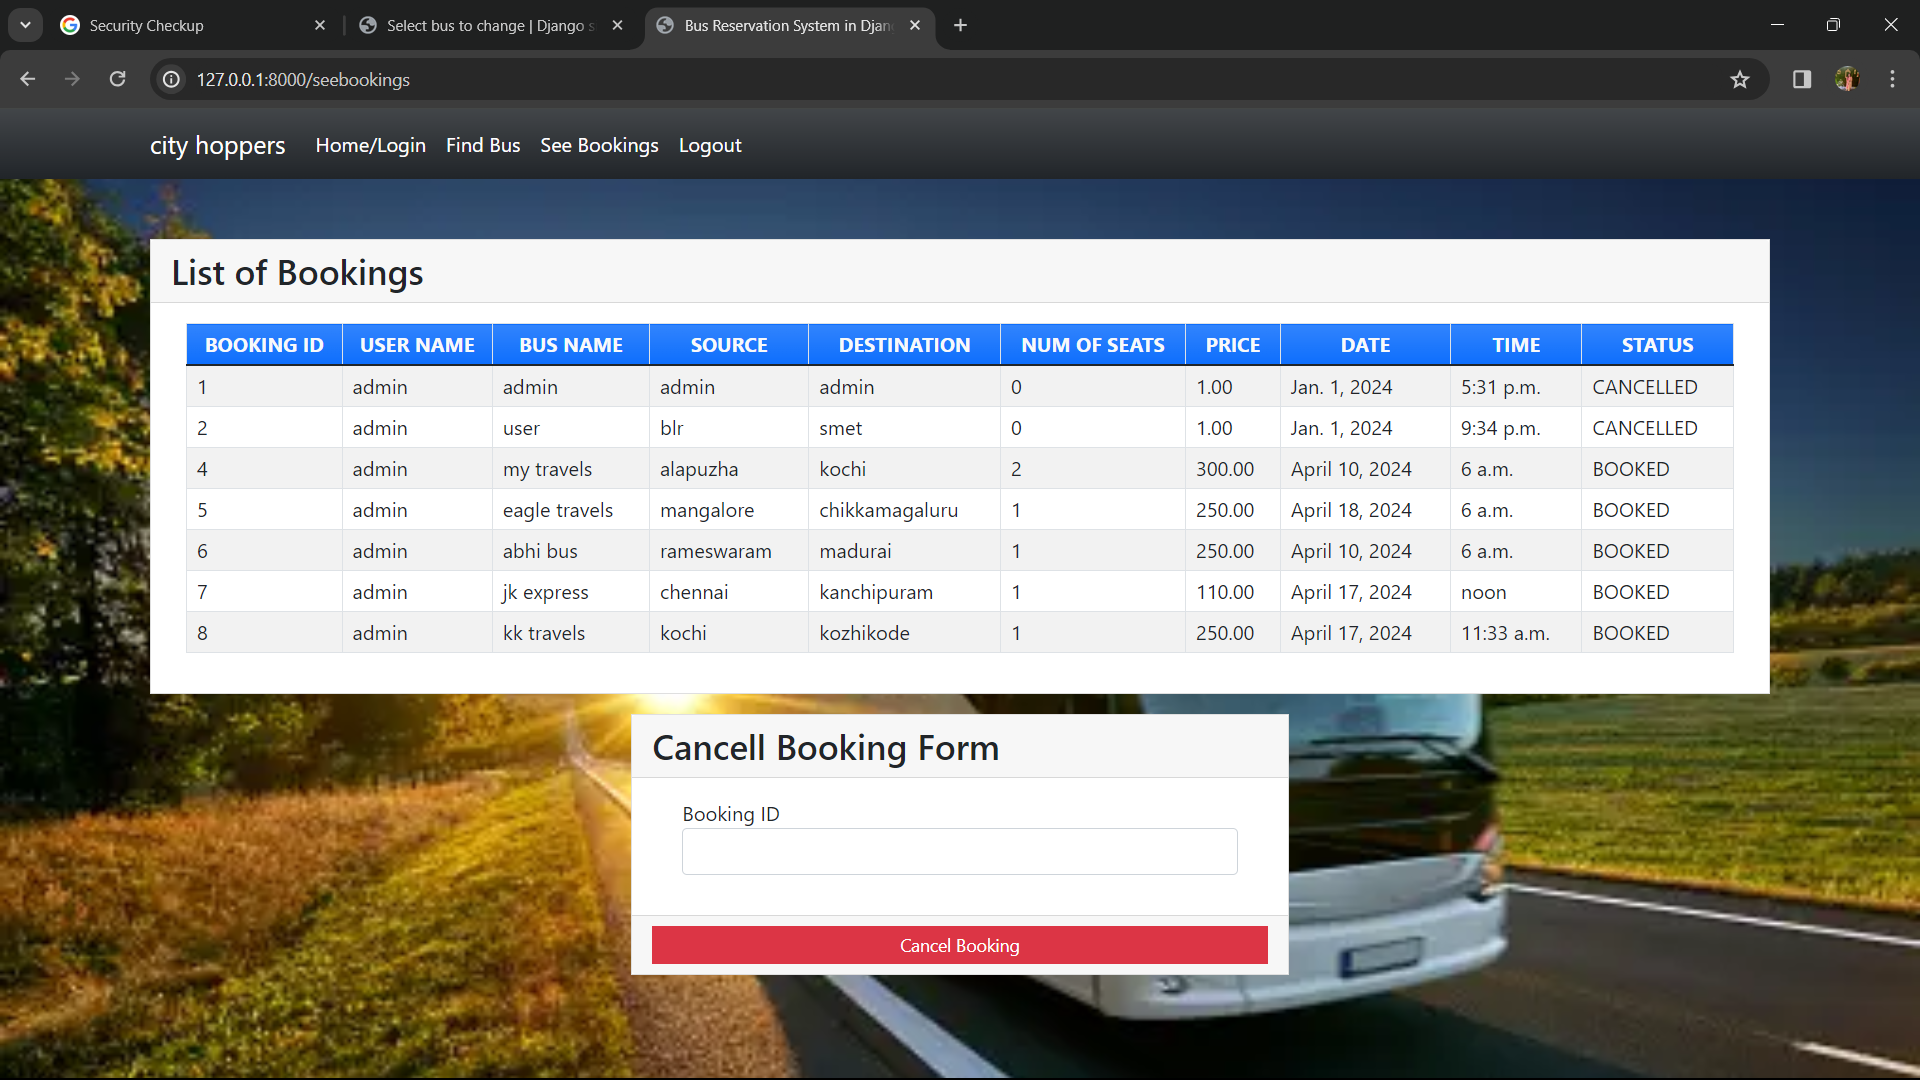 Security Checkup
Select bus to change | Django s
Bus Reservation System in Djan
127.0.0.1:8000/seebookings
city hoppers Home/Login Find Bus See Bookings Logout
List of Bookings
BOOKING ID USER NAME BUS NAME SOURCE DESTINATION NUM OF SEATS PRICE DATE TIME STATUS
1 admin admin admin admin 0 1.00 Jan. 1, 2024 5:31 p.m. CANCELLED
2 admin user blr smet 0 1.00 Jan. 1, 2024 9:34 p.m. CANCELLED
4 admin my travels alapuzha kochi 2 300.00 April 10, 2024 6 a.m. BOOKED
5 admin eagle travels mangalore chikkamagaluru 1 250.00 April 18, 2024 6 a.m. BOOKED
6 admin abhi bus rameswaram madurai 1 250.00 April 10, 2024 6 a.m. BOOKED
7 admin jk express chennai kanchipuram 1 110.00 April 17, 2024 noon BOOKED
8 admin kk travels kochi kozhikode 1 250.00 April 17, 2024 11:33 a.m. BOOKED
Cancell Booking Form
Booking ID
Cancel Booking